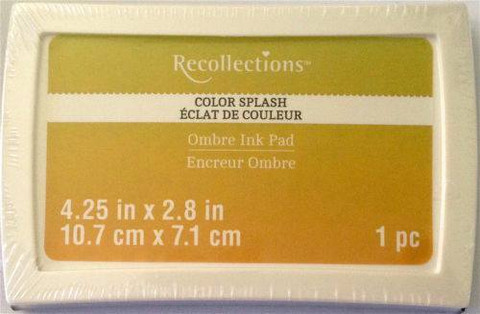 Recollections™
COLOR SPLASH
ÉCLAT DE COULEUR
Ombre Ink Pad
Encreur Ombre
4.25 in x 2.8 in
10.7 cm x 7.1 cm
1 pc